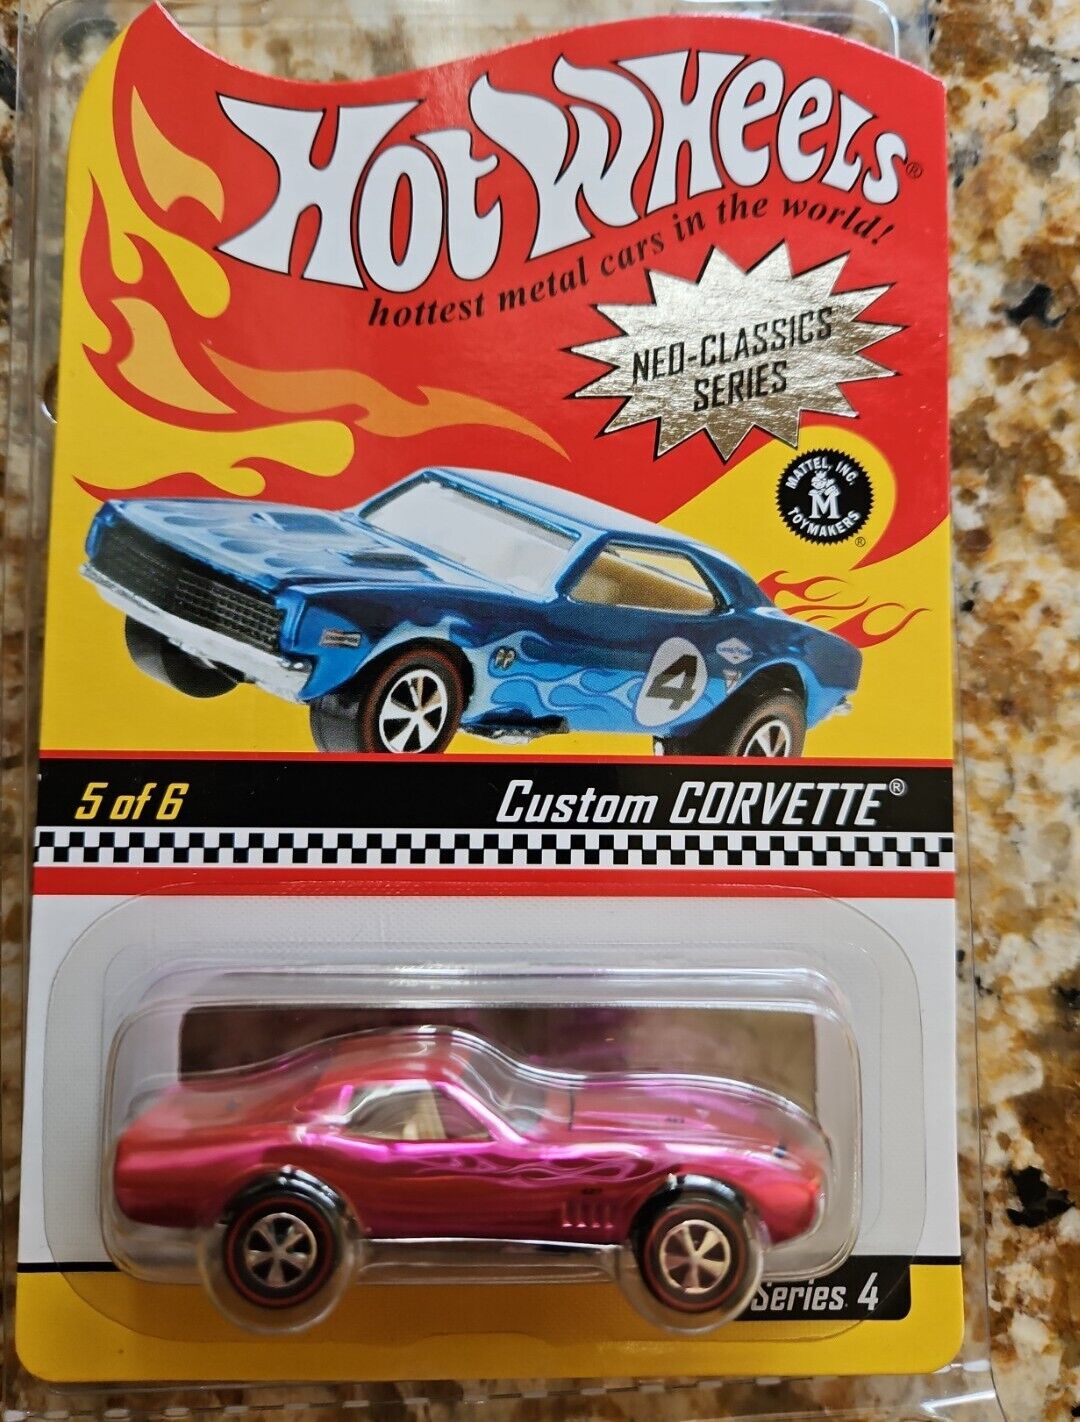 Hot Wheels®
hottest metal cars in the world!
NEO-CLASSICS
SERIES
MATTEL, INC.
M
TOYMAKERS
®
CHAMPION
4
5 of 6
Custom CORVETTE®
Series 4